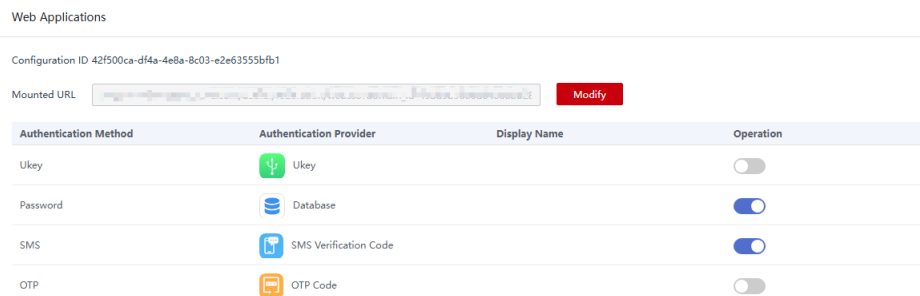 Web Applications
Configuration ID 42f500ca-df4a-4e8a-8c03-e2e63555bfb1
Mounted URL Modify
Authentication Method Authentication Provider Display Name Operation
Ukey Ukey
Password Database
SMS SMS Verification Code
OTP OTP Code